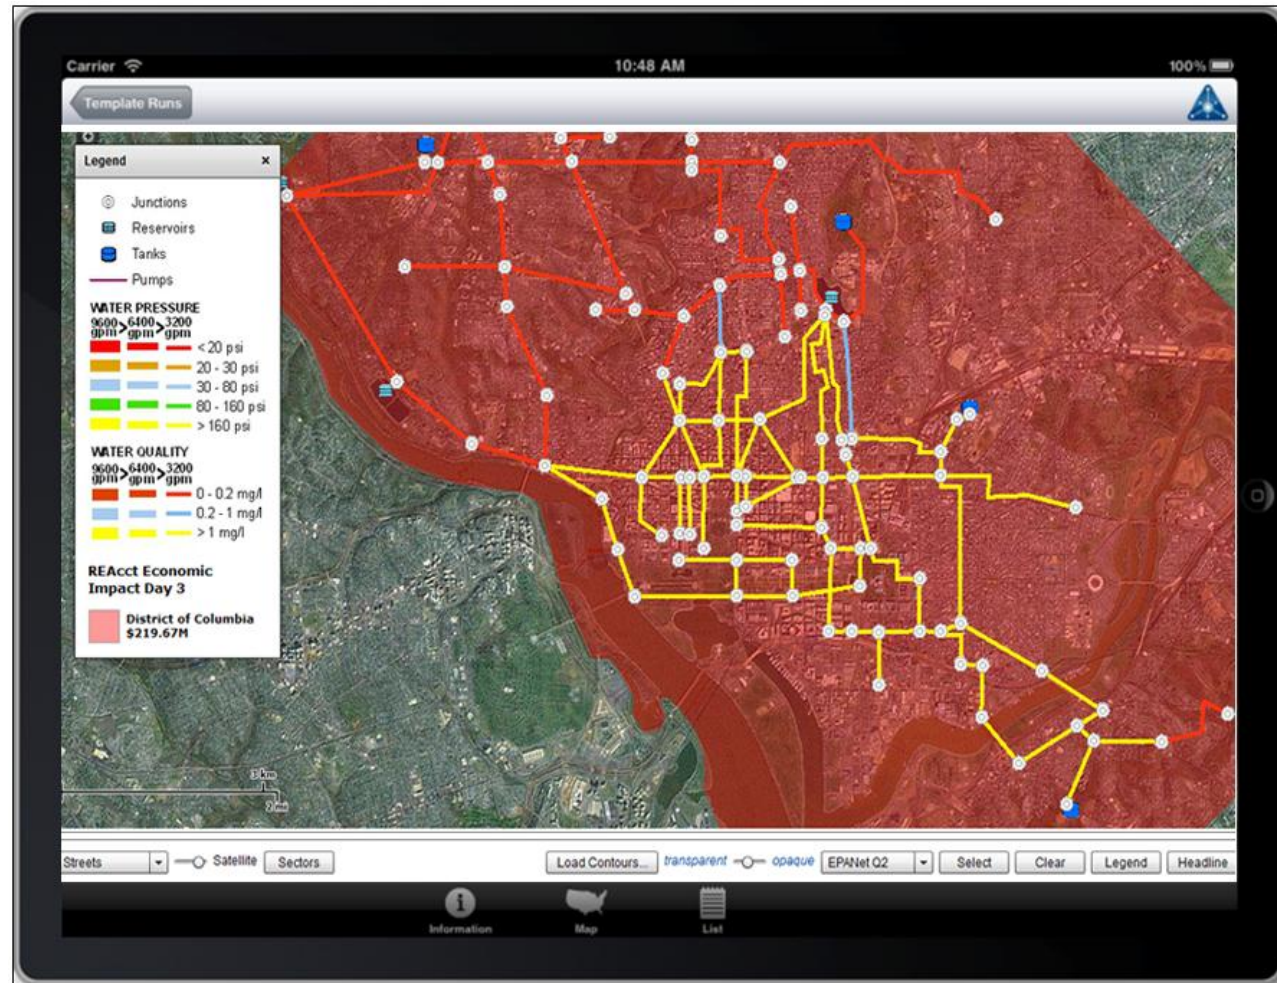 Carrier
10:48 AM
100%
Template Runs
Legend x
Junctions
Reservoirs
Tanks
Pumps
WATER PRESSURE
9600 > 6400 > 3200
gpm gpm gpm
< 20 psi
20 - 30 psi
30 - 80 psi
80 - 160 psi
> 160 psi
WATER QUALITY
9600 > 6400 > 3200
gpm gpm gpm
0 - 0.2 mg/l
0.2 - 1 mg/l
> 1 mg/l
REAcct Economic
Impact Day 3
District of Columbia
$219.67M
3 km
2 mi
Streets Satellite Sectors Load Contours... transparent opaque EPANet Q2 Select Clear Legend Headline
Information Map List